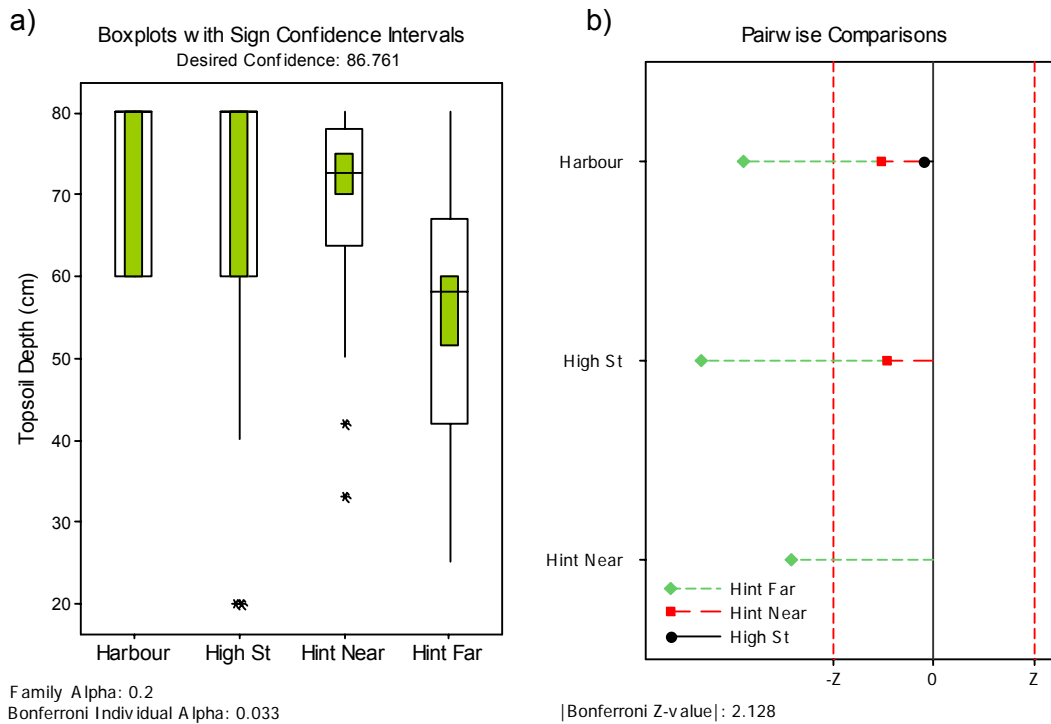 a)
Boxplots with Sign Confidence Intervals
Desired Confidence: 86.761
Topsoil Depth (cm)
80
70
60
50
40
30
20
Harbour High St Hint Near Hint Far
Family Alpha: 0.2
Bonferroni Individual Alpha: 0.033
b)
Pairwise Comparisons
Harbour
High St
Hint Near
Hint Far
Hint Near
High St
-Z 0 Z
|Bonferroni Z-value|: 2.128